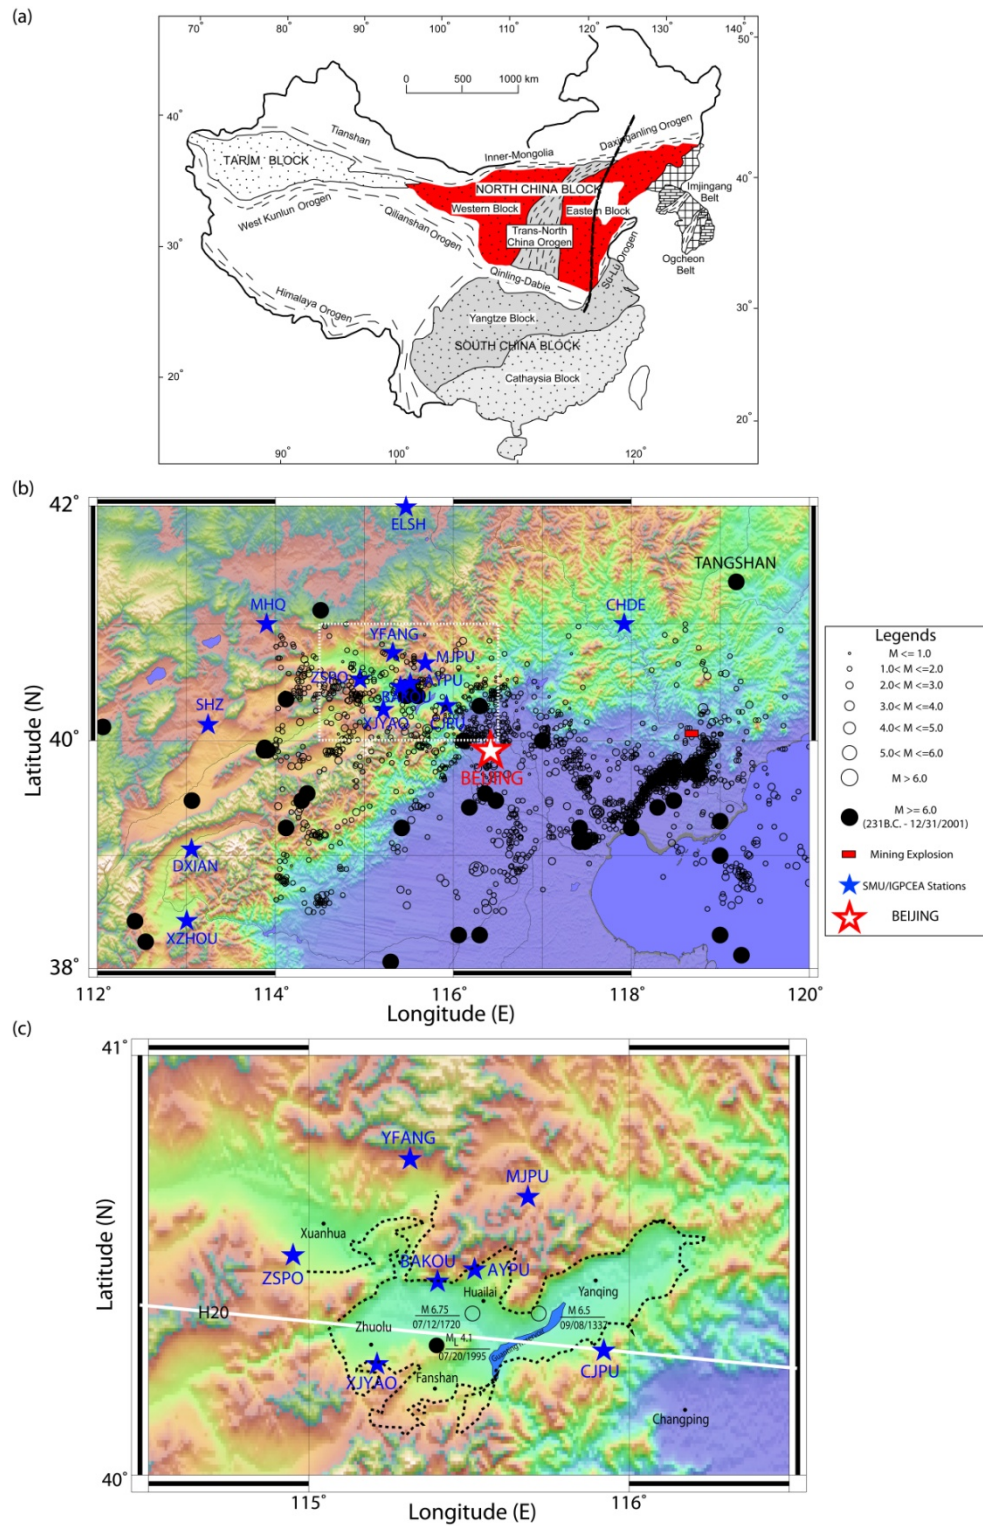 (a)
70° 80° 90° 100° 110° 120° 130° 140°
50°
0 500 1000 km
40°
Tianshan
Daxinganling Orogen
Inner-Mongolia
TARIM BLOCK
NORTH CHINA BLOCK
40°
Imjingang
Belt
West Kunlun Orogen
Qilianshan Orogen
Western Block
Eastern Block
Trans-North
China Orogen
30°
Su-Lu Orogen
Ogcheon
Belt
Qinling-Dabie
Himalaya Orogen
30°
Yangtze Block
SOUTH CHINA BLOCK
Cathaysia Block
20°
20°
90° 100° 120°
(b)
42°
ELSH
TANGSHAN
MHQ
CHDE
YFANG
MJPU
ZSPO
AYPU
SHZ
XJYAO
CJPU
40°
BEIJING
DXIAN
XZHOU
38°
112° 114° 116° 118° 120°
Latitude (N)
Longitude (E)
Legends
M <= 1.0
1.0< M <=2.0
2.0< M <=3.0
3.0< M <=4.0
4.0< M <=5.0
5.0< M <=6.0
M > 6.0
M >= 6.0
(231B.C. - 12/31/2001)
Mining Explosion
SMU/IGPCEA Stations
BEIJING
(c)
41°
YFANG
MJPU
Xuanhua
BAKOU
AYPU
ZSPO
Huailai
Yanqing
H20
M 6.75
07/12/1720
M 6.5
09/08/1337
Zhuolu
ML 4.1
07/20/1995
XJYAO
Fanshan
CJPU
Changping
40°
115° 116°
Latitude (N)
Longitude (E)